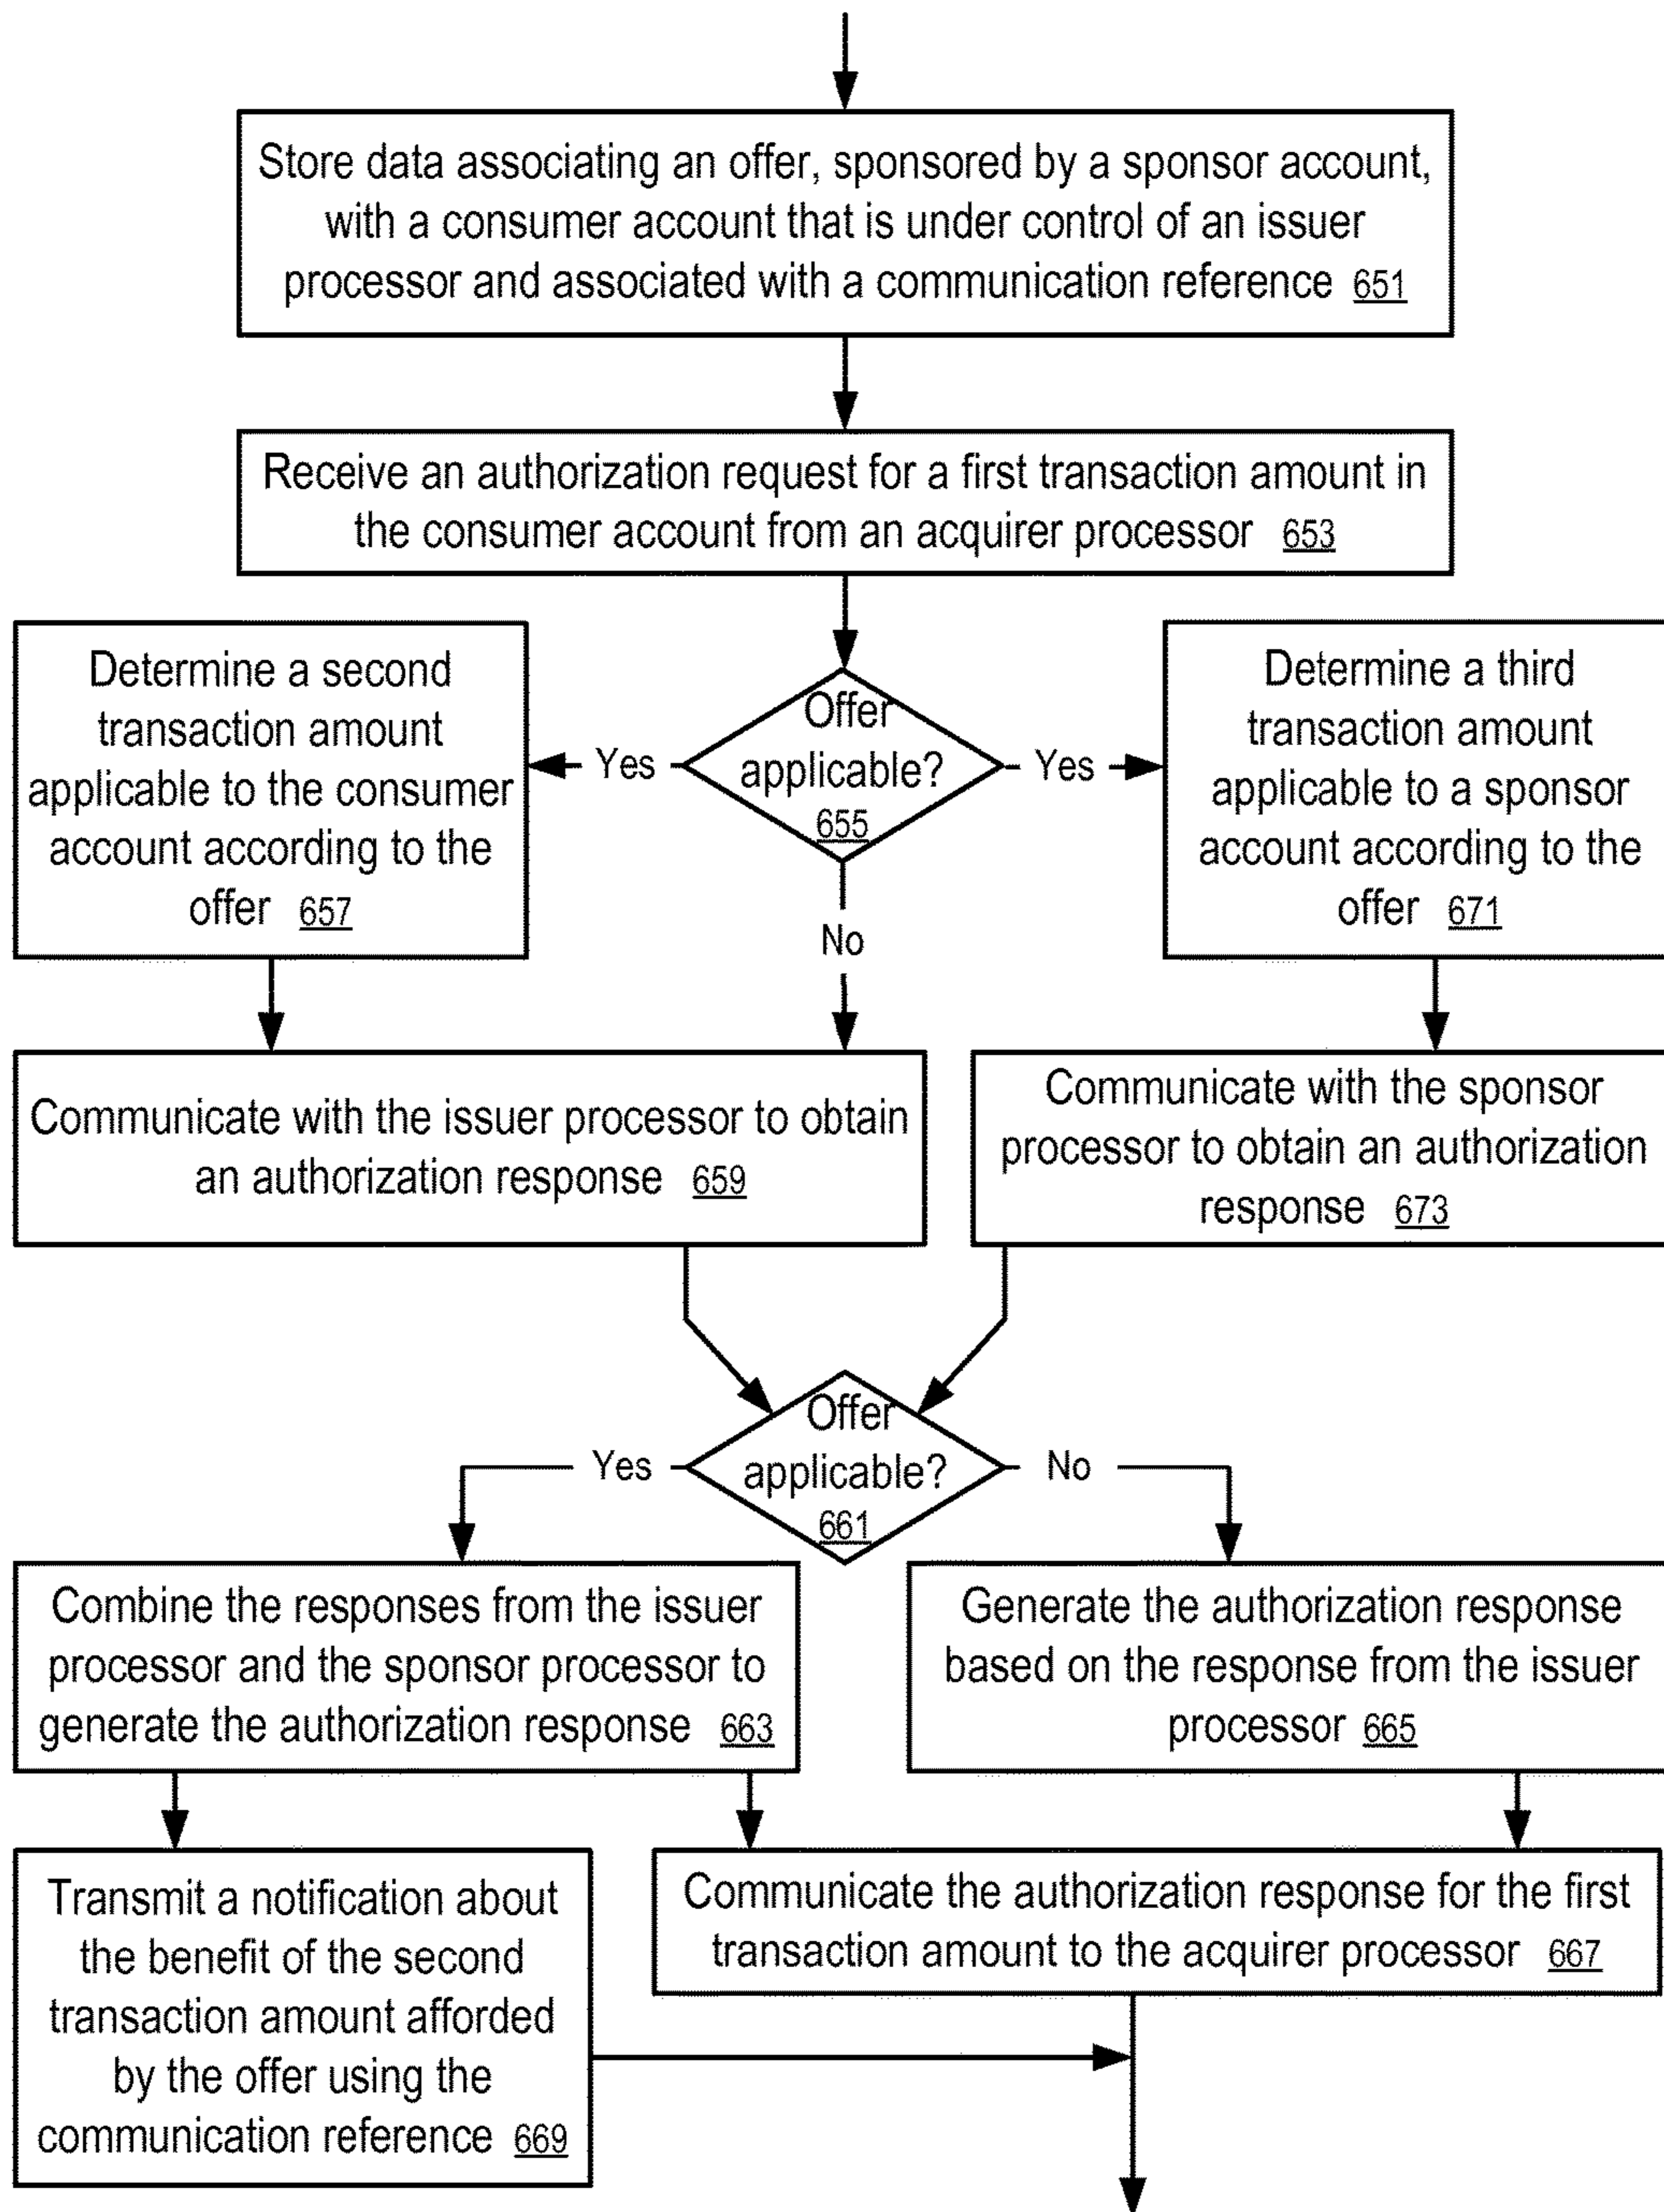 Store data associating an offer, sponsored by a sponsor account,
with a consumer account that is under control of an issuer
processor and associated with a communication reference 651
Receive an authorization request for a first transaction amount in
the consumer account from an acquirer processor 653
Determine a second
transaction amount
applicable to the consumer
account according to the
offer 657
Yes
Offer
applicable?
655
Yes
No
Determine a third
transaction amount
applicable to a sponsor
account according to the
offer 671
Communicate with the issuer processor to obtain
an authorization response 659
Communicate with the sponsor
processor to obtain an authorization
response 673
Yes
Offer
applicable?
661
No
Combine the responses from the issuer
processor and the sponsor processor to
generate the authorization response 663
Generate the authorization response
based on the response from the issuer
processor 665
Transmit a notification about
the benefit of the second
transaction amount afforded
by the offer using the
communication reference 669
Communicate the authorization response for the first
transaction amount to the acquirer processor 667